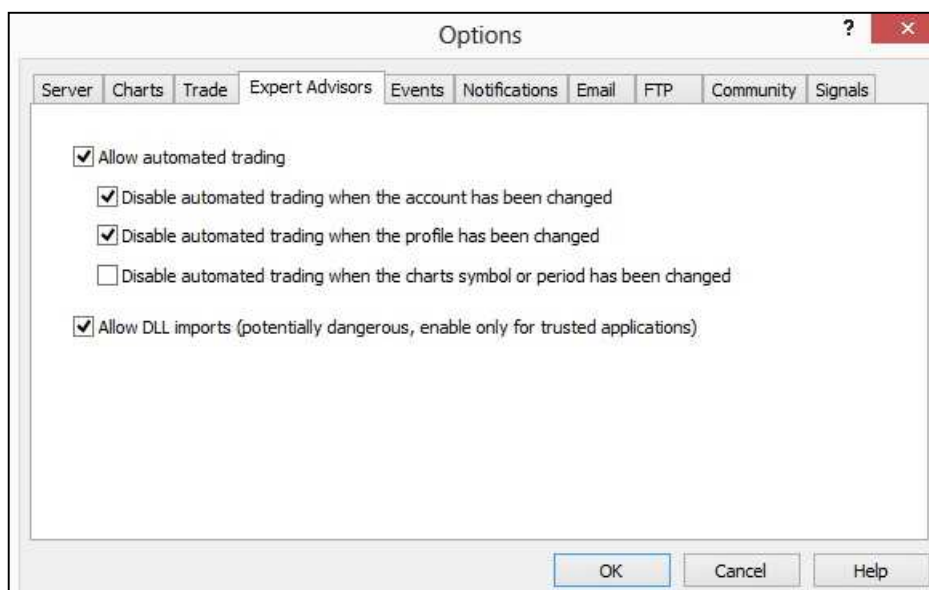 Options
?
Server Charts Trade Expert Advisors Events Notifications Email FTP Community Signals
Allow automated trading
Disable automated trading when the account has been changed
Disable automated trading when the profile has been changed
Disable automated trading when the charts symbol or period has been changed
Allow DLL imports (potentially dangerous, enable only for trusted applications)
OK Cancel Help